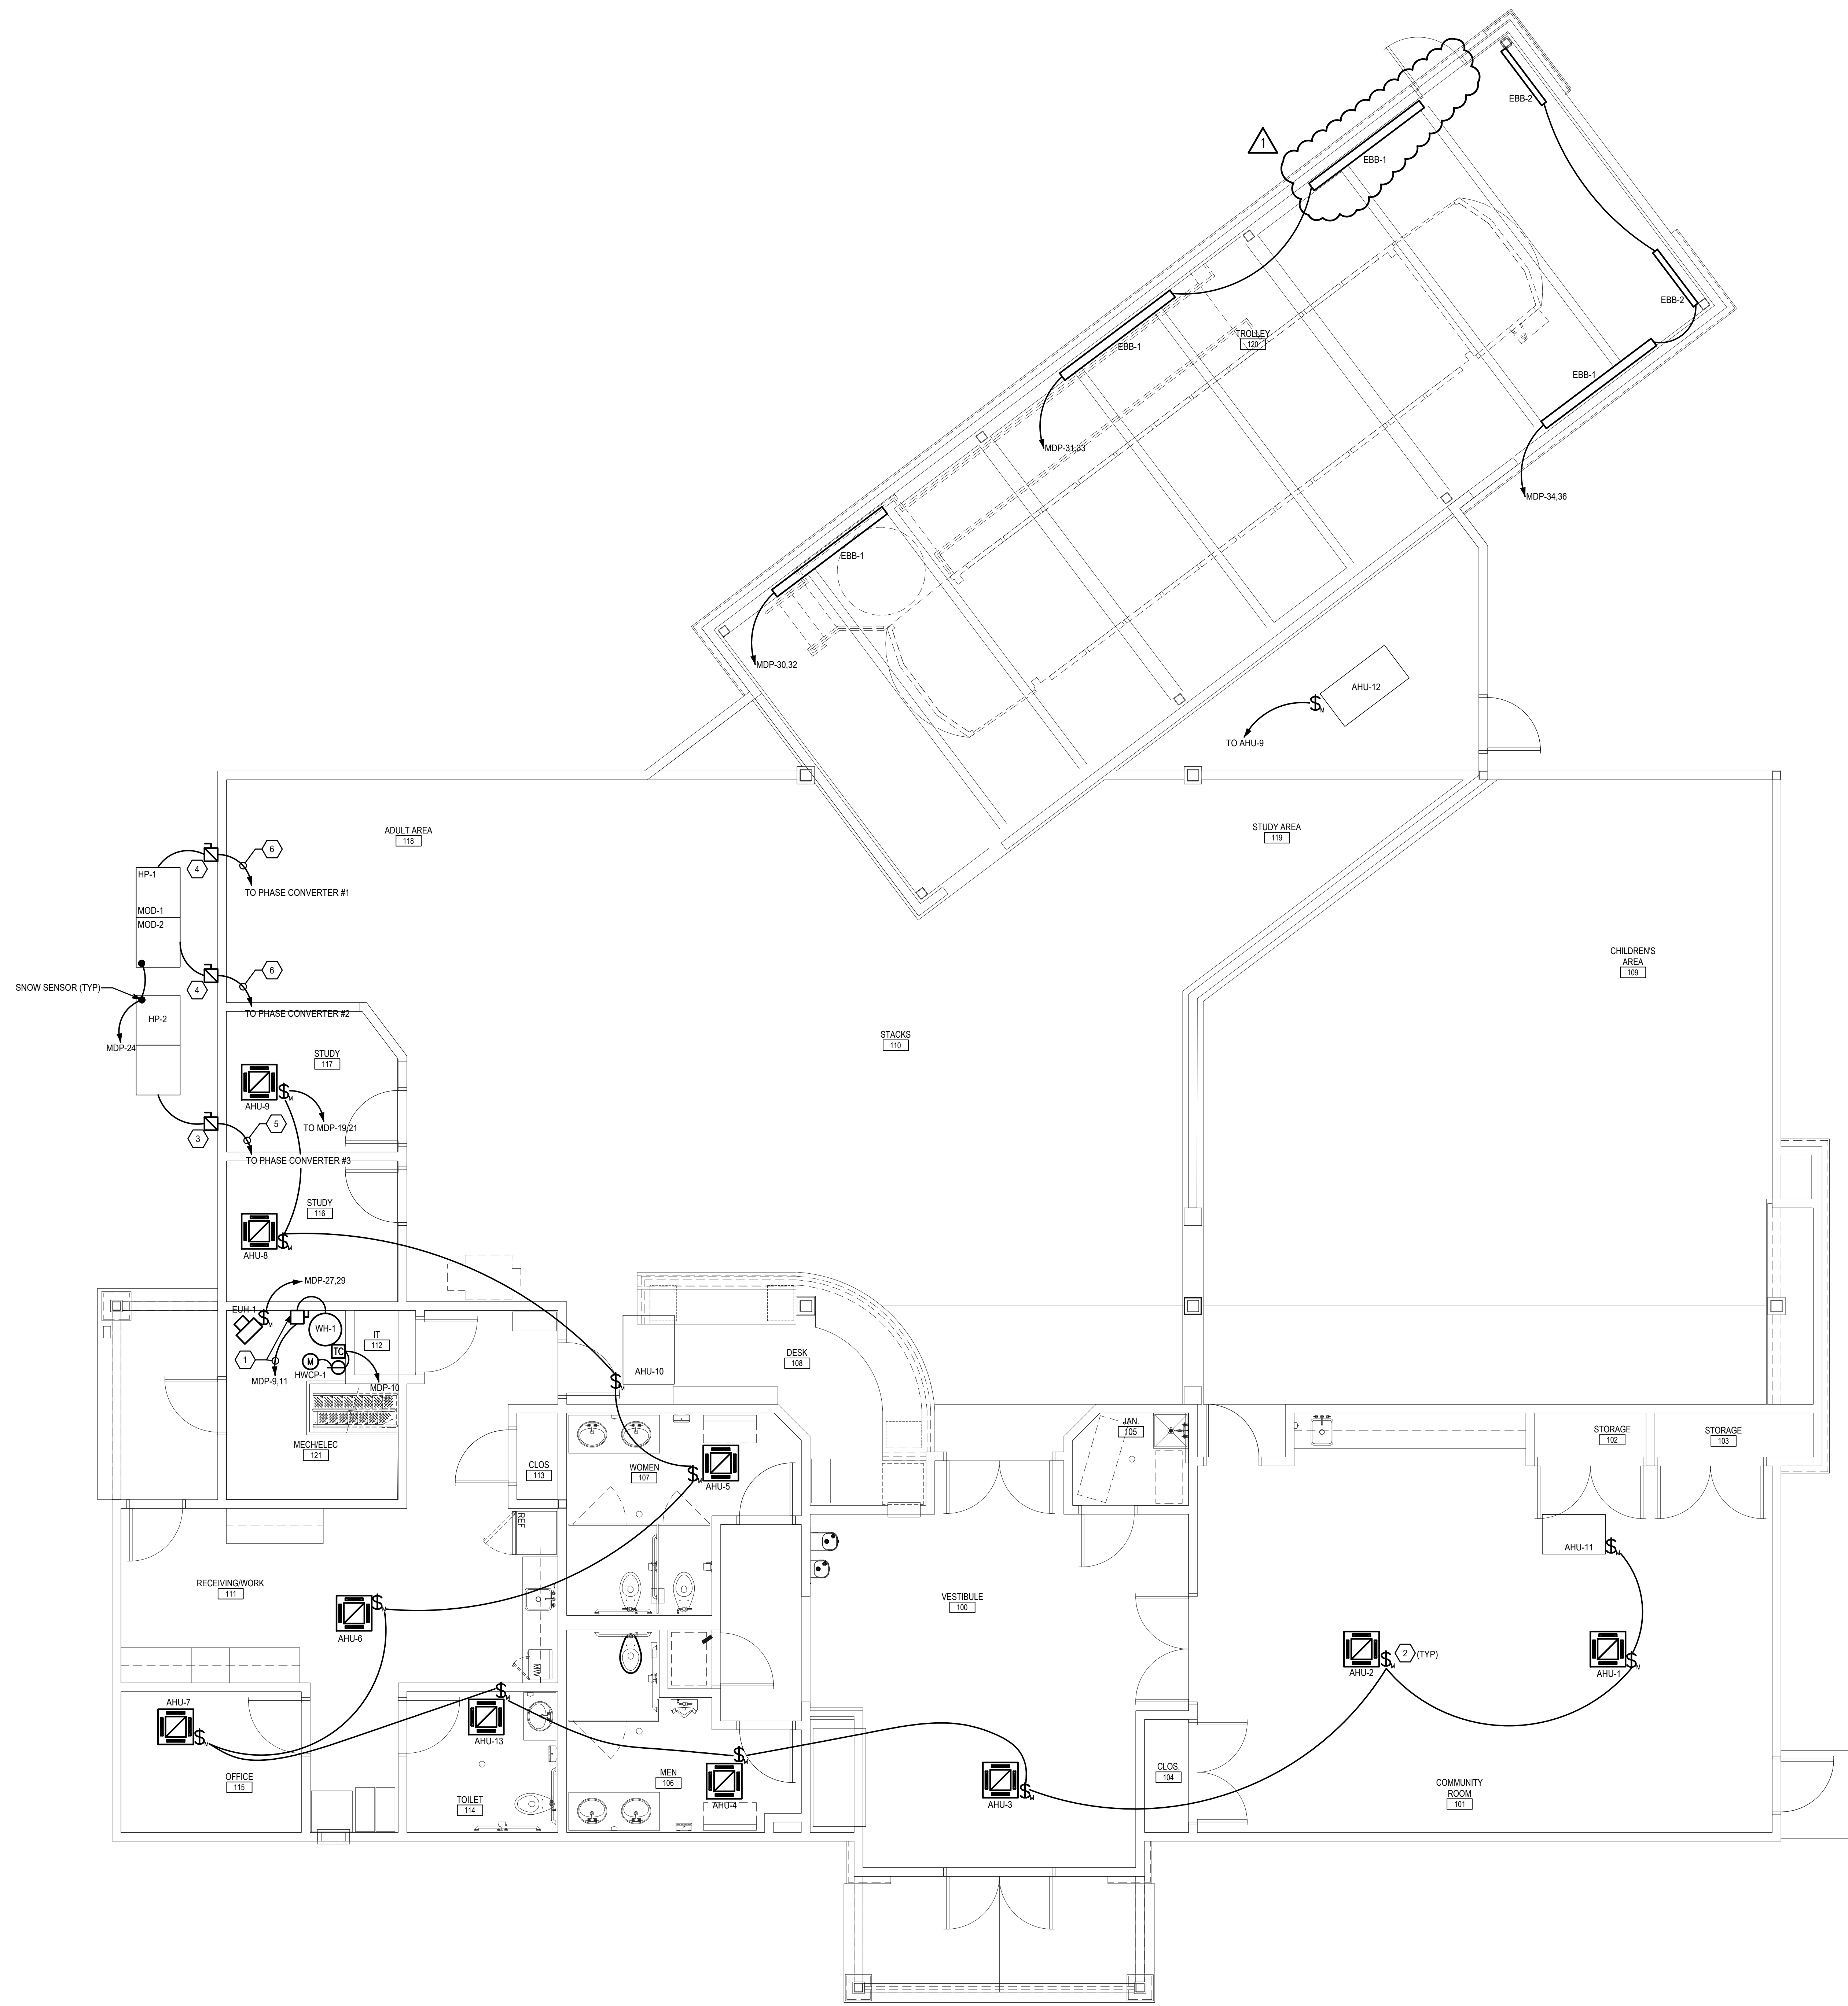 EBB-2
1
EBB-1
EBB-2
TROLLEY
120
EBB-1
EBB-1
MDP-31,33
MDP-34,36
EBB-1
MDP-30,32
AHU-12
$M
TO AHU-9
ADULT AREA
118
STUDY AREA
119
6
4
HP-1
TO PHASE CONVERTER #1
MOD-1
MOD-2
CHILDREN'S
AREA
109
6
4
SNOW SENSOR (TYP)
TO PHASE CONVERTER #2
HP-2
MDP-24
STACKS
110
STUDY
117
$M
AHU-9
TO MDP-19,21
5
3
TO PHASE CONVERTER #3
STUDY
116
$M
AHU-8
MDP-27,29
EUH-1
$M
WH-1
IT
112
TC
1
M
HWCP-1
MDP-9,11
MDP-10
DESK
108
AHU-10
$M
MECH/ELEC
121
JAN.
105
STORAGE
102
STORAGE
103
CLOS
113
WOMEN
107
$M
AHU-5
REF
AHU-11
$M
RECEIVING/WORK
111
VESTIBULE
100
$M
AHU-6
MW
AHU-2
$M
2
(TYP)
AHU-1
$M
AHU-7
$M
$M
AHU-13
$M
AHU-4
MEN
106
AHU-3
$M
CLOS.
104
OFFICE
115
TOILET
114
COMMUNITY
ROOM
101